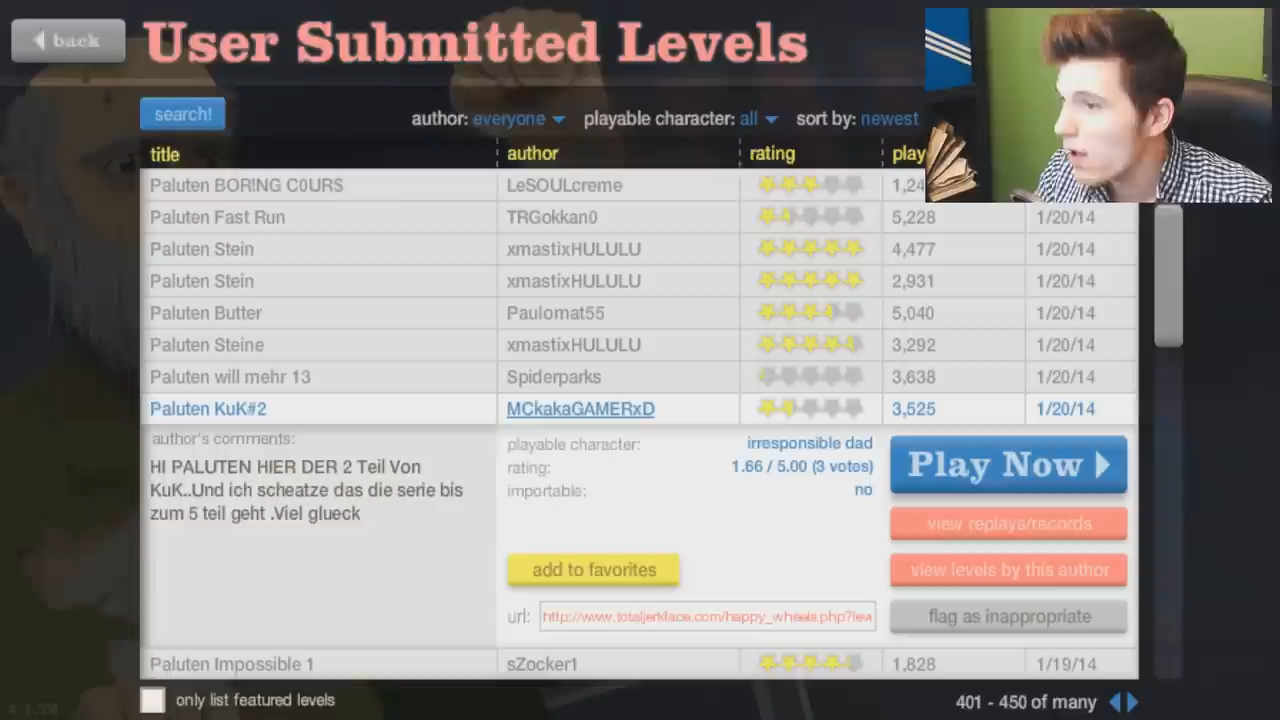 back
User Submitted Levels
search!
author: everyone playable character: all sort by: newest
title author rating play
Paluten BOR!NG C0URS LeSOULcreme 1,24
Paluten Fast Run TRGokkan0 5,228 1/20/14
Paluten Stein xmastixHULULU 4,477 1/20/14
Paluten Stein xmastixHULULU 2,931 1/20/14
Paluten Butter Paulomat55 5,040 1/20/14
Paluten Steine xmastixHULULU 3,292 1/20/14
Paluten will mehr 13 Spiderparks 3,638 1/20/14
Paluten KuK#2 MCkakaGAMERxD 3,525 1/20/14
author's comments:
HI PALUTEN HIER DER 2 Teil Von
KuK..Und ich scheatze das die serie bis
zum 5 teil geht .Viel glueck
playable character: irresponsible dad
rating: 1.66 / 5.00 (3 votes)
importable: no
add to favorites
url: http://www.totaljerkface.com/happy_wheels.php?lev
Play Now
view replays/records
view levels by this author
flag as inappropriate
Paluten Impossible 1 sZocker1 1,828 1/19/14
only list featured levels
401 - 450 of many